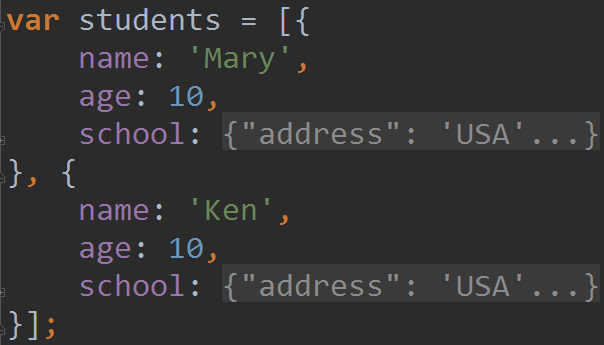 var students = [{
    name: 'Mary',
    age: 10,
    school: {"address": 'USA'...}
}, {
    name: 'Ken',
    age: 10,
    school: {"address": 'USA'...}
}];